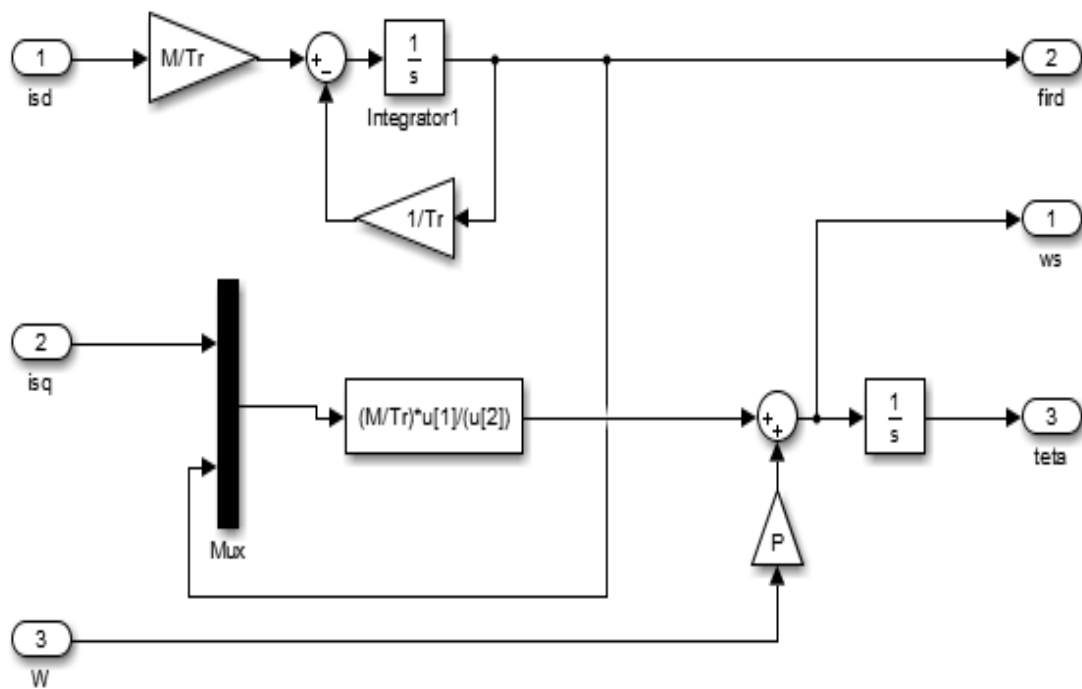 1
isd
M/Tr
+
−
1
s
Integrator1
2
fird
1/Tr
1
ws
2
isq
Mux
(M/Tr)*u[1]/(u[2])
+
+
1
s
3
teta
P
3
W